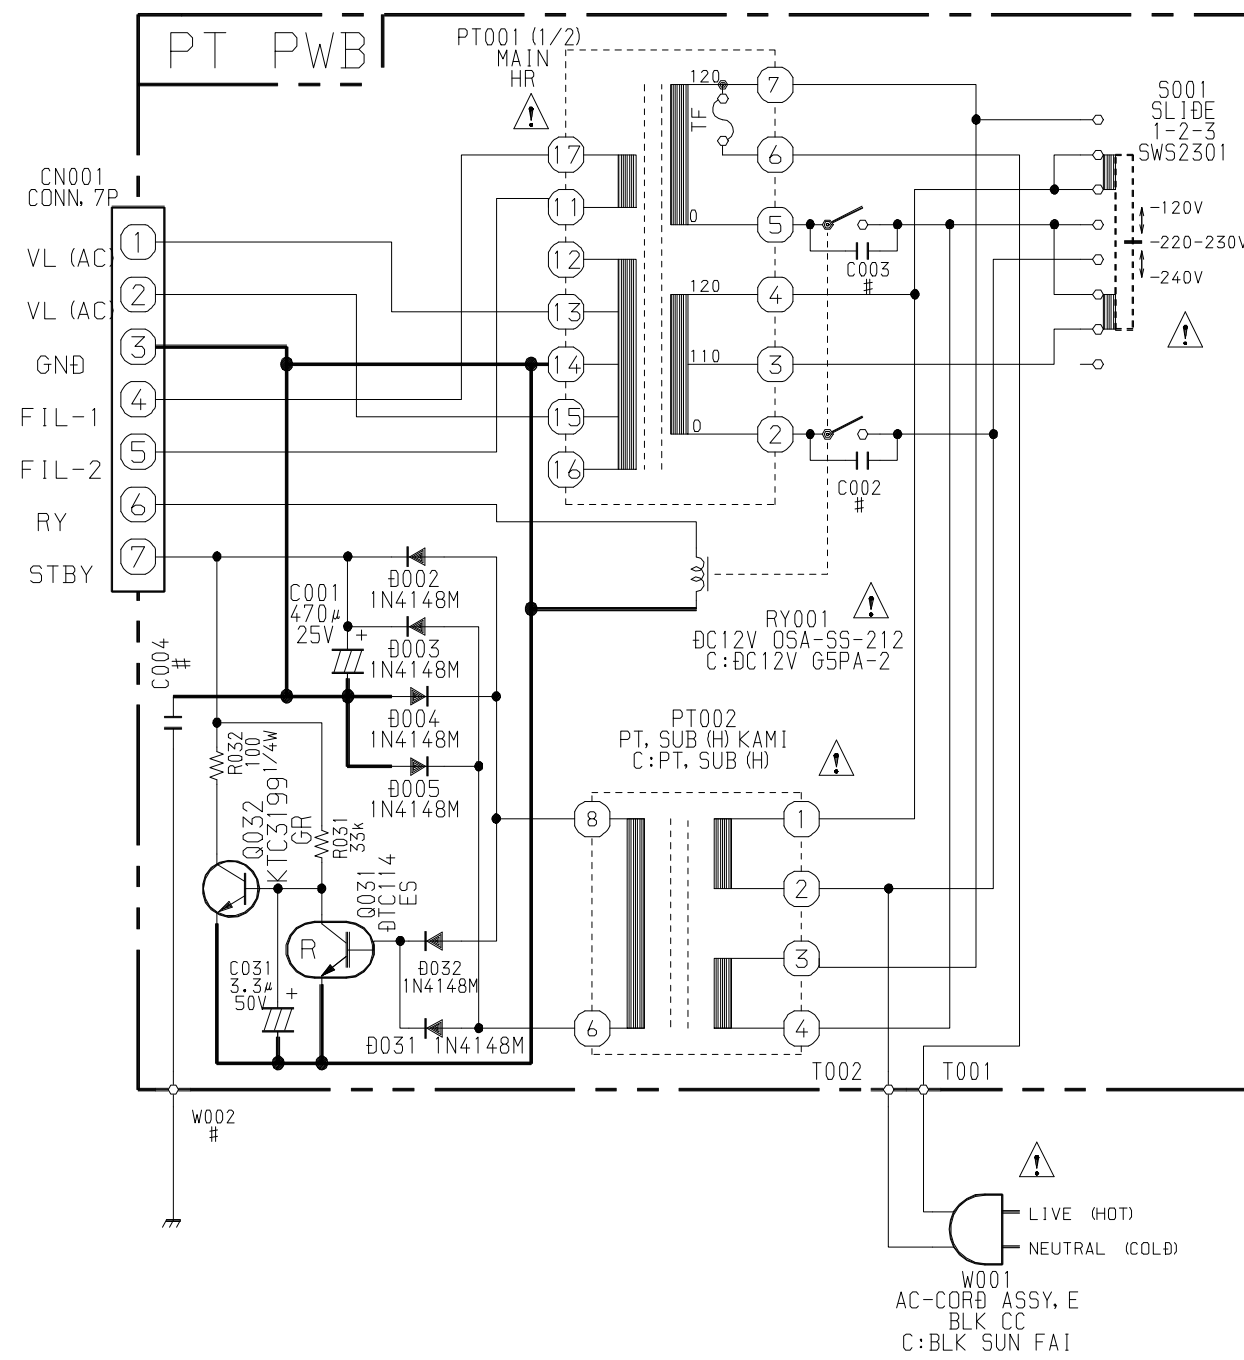 PT PWB
PT001 (1/2)
MAIN
HR
S001
SLIDE
1-2-3
SWS2301
-120V
-220-230V
-240V
CN001
CONN, 7P
VL (AC)
VL (AC)
GND
FIL-1
FIL-2
RY
STBY
1
2
3
4
5
6
7
17
11
12
13
14
15
16
120
TF
0
120
110
0
7
6
5
4
3
2
C003
#
C002
#
D002
1N4148M
C001
470µ
25V
+
D003
1N4148M
D004
1N4148M
D005
1N4148M
RY001
DC12V OSA-SS-212
C:DC12V G5PA-2
C004
#
R032
100
1/4W
Q032
KTC3199
GR
R031
33k
Q031
DTC114
ES
R
C031
3.3µ
50V
+
D032
1N4148M
D031 1N4148M
PT002
PT, SUB (H) KAMI
C:PT, SUB (H)
8
6
1
2
3
4
T002
T001
W002
#
LIVE (HOT)
NEUTRAL (COLD)
W001
AC-CORD ASSY, E
BLK CC
C:BLK SUN FAI